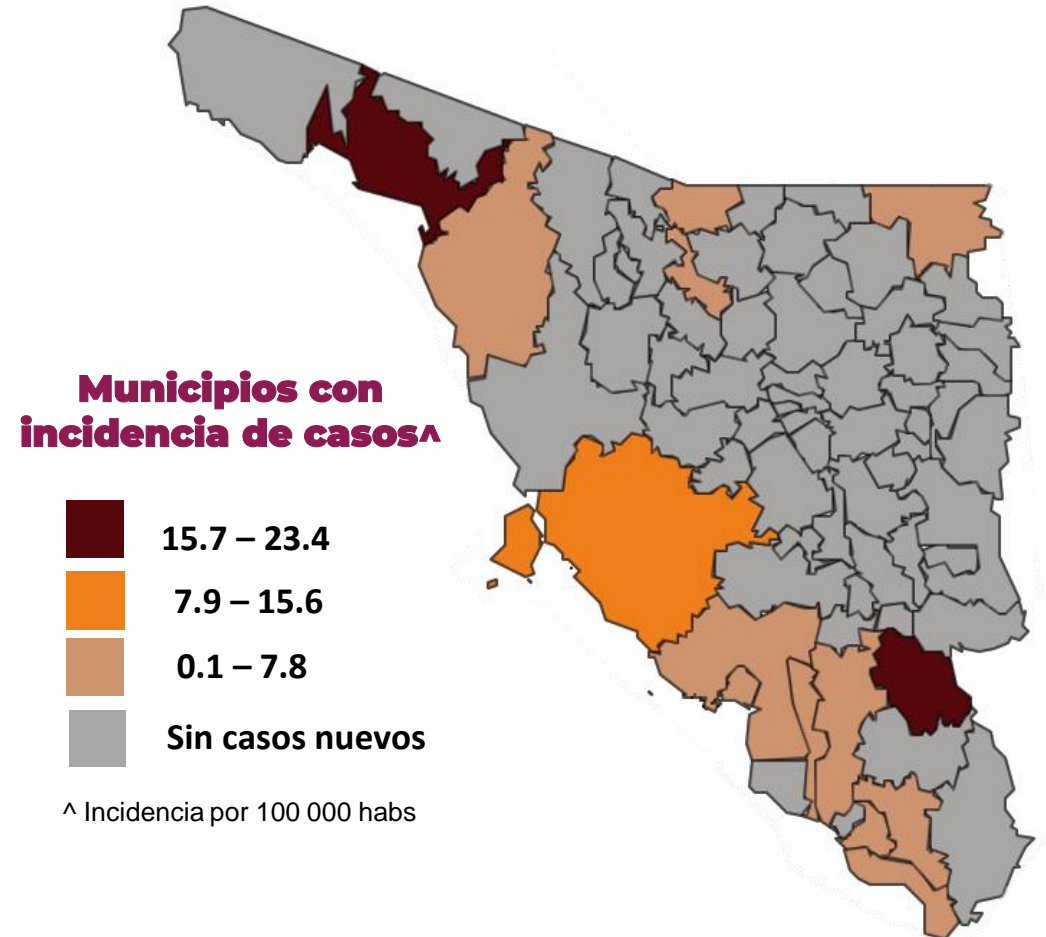 Municipios con
incidencia de casos^
15.7 – 23.4
7.9 – 15.6
0.1 – 7.8
Sin casos nuevos
^ Incidencia por 100 000 habs